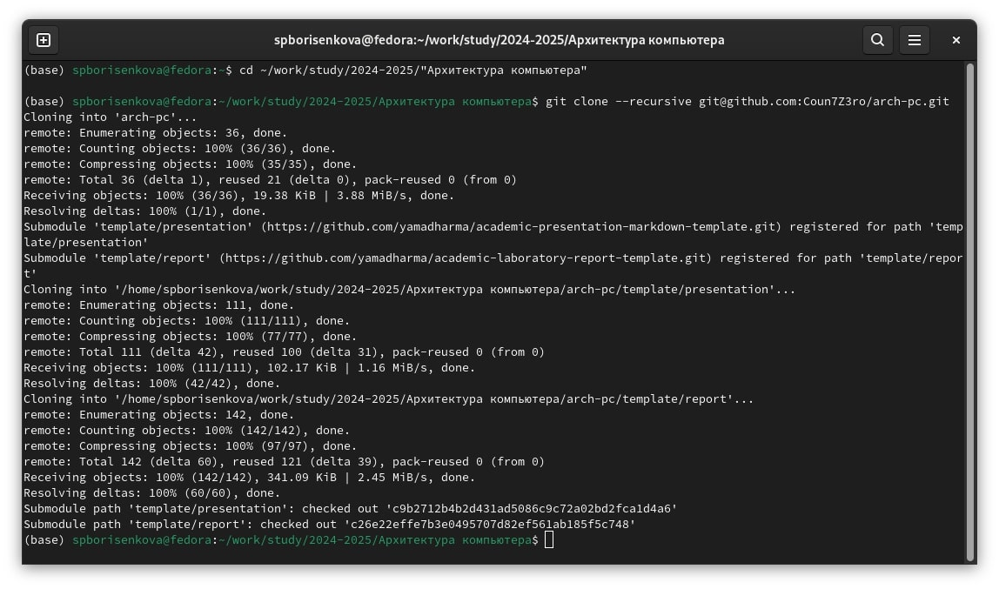 spborisenkova@fedora:~/work/study/2024-2025/Архитектура компьютера
(base) spborisenkova@fedora:~$ cd ~/work/study/2024-2025/"Архитектура компьютера"
(base) spborisenkova@fedora:~/work/study/2024-2025/Архитектура компьютера$ git clone --recursive git@github.com:Coun7Z3ro/arch-pc.git
Cloning into 'arch-pc'...
remote: Enumerating objects: 36, done.
remote: Counting objects: 100% (36/36), done.
remote: Compressing objects: 100% (35/35), done.
remote: Total 36 (delta 1), reused 21 (delta 0), pack-reused 0 (from 0)
Receiving objects: 100% (36/36), 19.38 KiB | 3.88 MiB/s, done.
Resolving deltas: 100% (1/1), done.
Submodule 'template/presentation' (https://github.com/yamadharma/academic-presentation-markdown-template.git) registered for path 'temp
late/presentation'
Submodule 'template/report' (https://github.com/yamadharma/academic-laboratory-report-template.git) registered for path 'template/repor
t'
Cloning into '/home/spborisenkova/work/study/2024-2025/Архитектура компьютера/arch-pc/template/presentation'...
remote: Enumerating objects: 111, done.
remote: Counting objects: 100% (111/111), done.
remote: Compressing objects: 100% (77/77), done.
remote: Total 111 (delta 42), reused 100 (delta 31), pack-reused 0 (from 0)
Receiving objects: 100% (111/111), 102.17 KiB | 1.16 MiB/s, done.
Resolving deltas: 100% (42/42), done.
Cloning into '/home/spborisenkova/work/study/2024-2025/Архитектура компьютера/arch-pc/template/report'...
remote: Enumerating objects: 142, done.
remote: Counting objects: 100% (142/142), done.
remote: Compressing objects: 100% (97/97), done.
remote: Total 142 (delta 60), reused 121 (delta 39), pack-reused 0 (from 0)
Receiving objects: 100% (142/142), 341.09 KiB | 2.45 MiB/s, done.
Resolving deltas: 100% (60/60), done.
Submodule path 'template/presentation': checked out 'c9b2712b4b2d431ad5086c9c72a02bd2fca1d4a6'
Submodule path 'template/report': checked out 'c26e22effe7b3e0495707d82ef561ab185f5c748'
(base) spborisenkova@fedora:~/work/study/2024-2025/Архитектура компьютера$